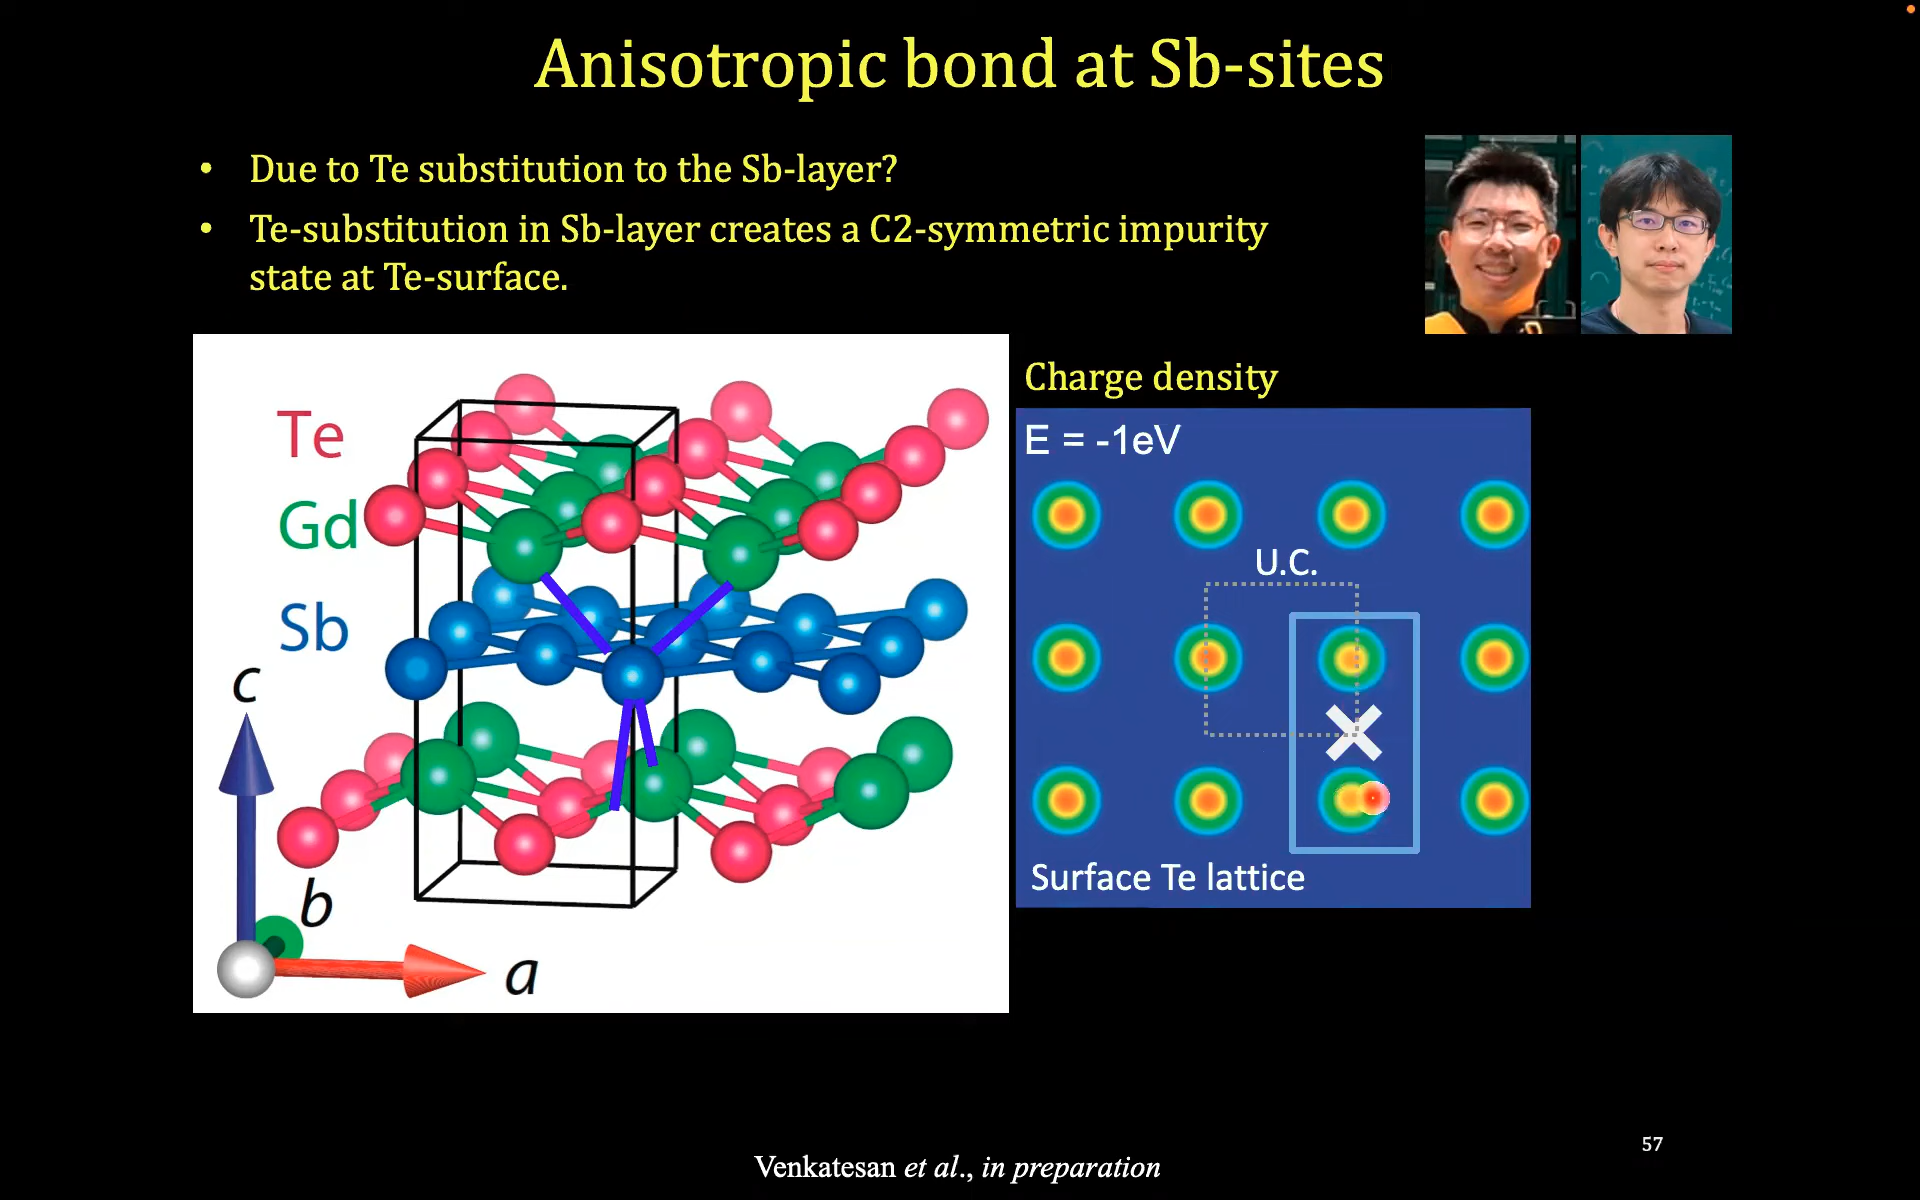 Anisotropic bond at Sb-sites
• Due to Te substitution to the Sb-layer?
• Te-substitution in Sb-layer creates a C2-symmetric impurity
state at Te-surface.
Te
Gd
Sb
c
b
a
Charge density
E = -1eV
U.C.
Surface Te lattice
57
Venkatesan et al., in preparation